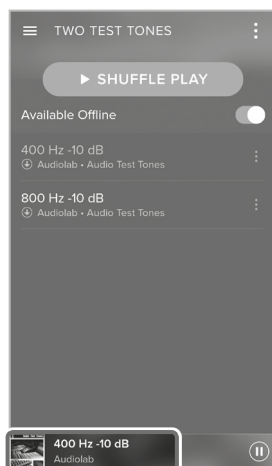 TWO TEST TONES
SHUFFLE PLAY
Available Offline
400 Hz -10 dB
Audiolab • Audio Test Tones
800 Hz -10 dB
Audiolab • Audio Test Tones
400 Hz -10 dB
Audiolab